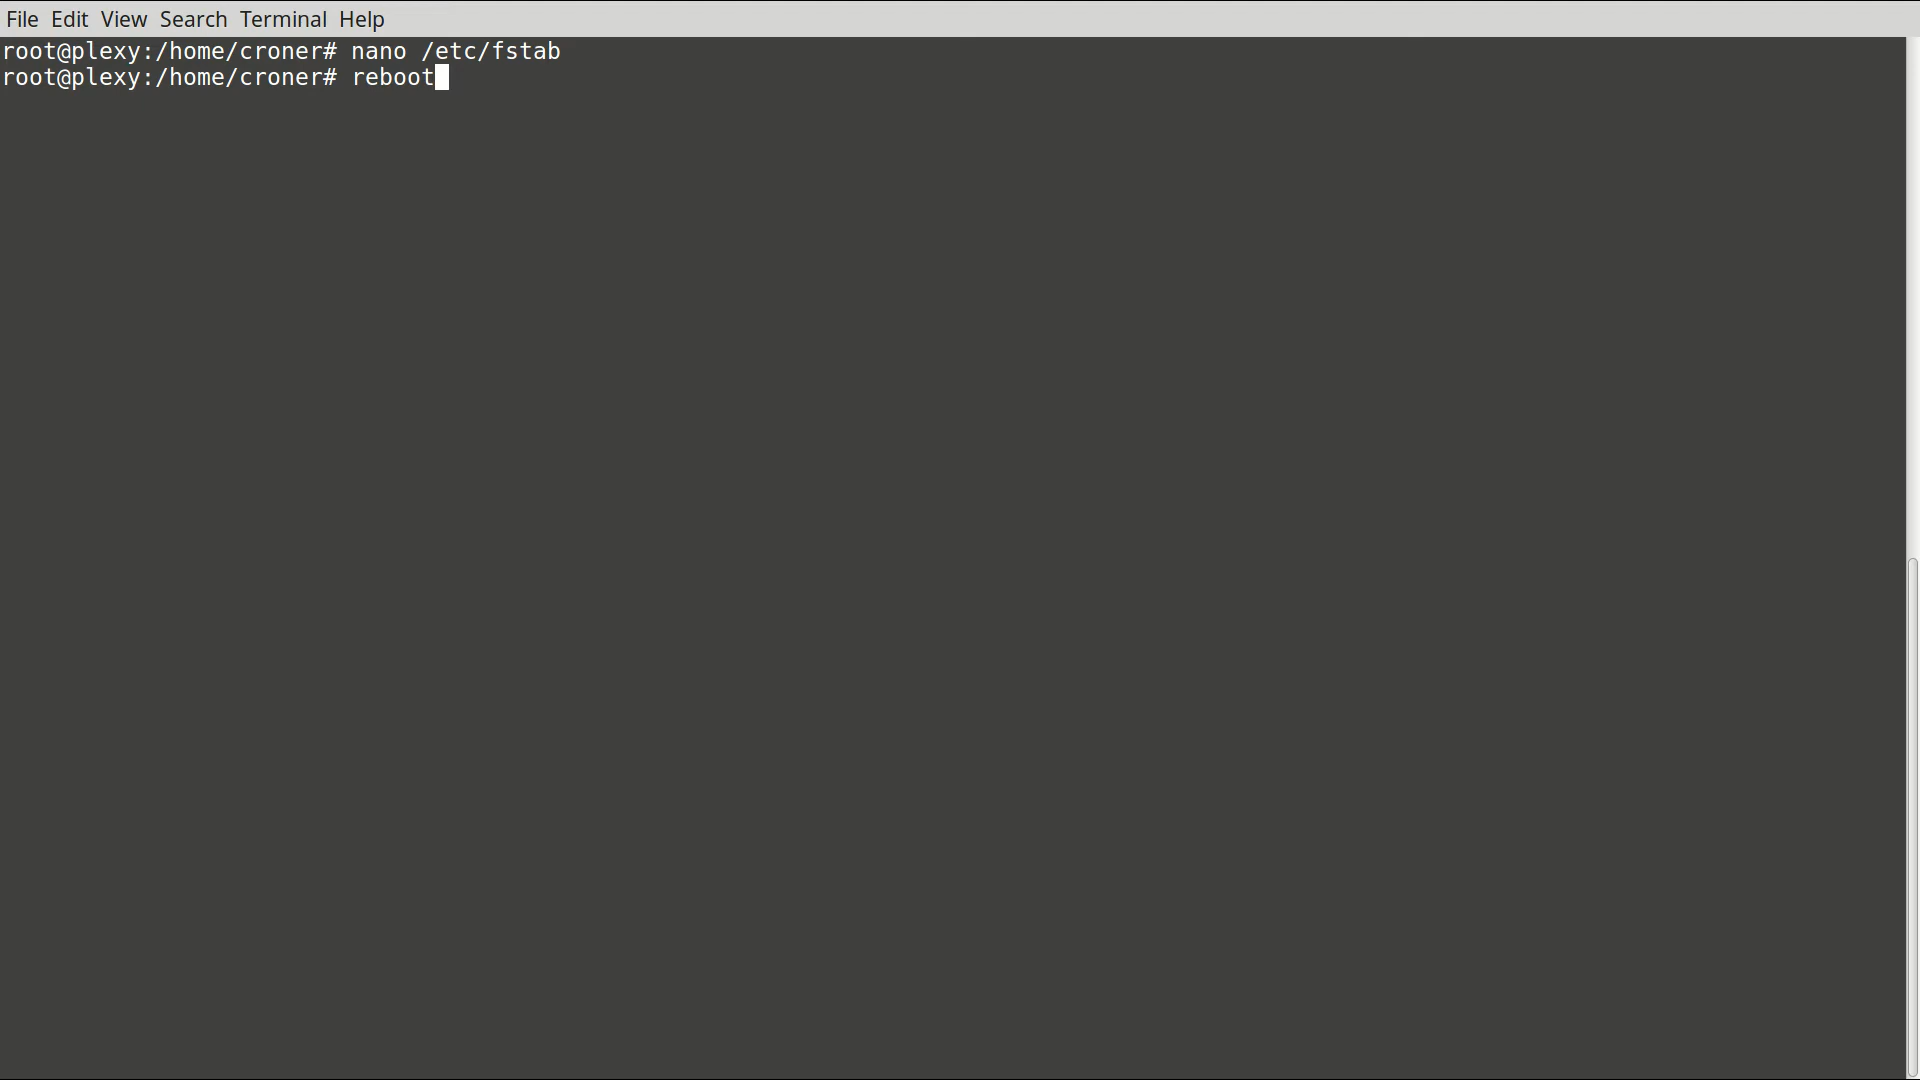 File Edit View Search Terminal Help
root@plexy:/home/croner# nano /etc/fstab
root@plexy:/home/croner# reboot